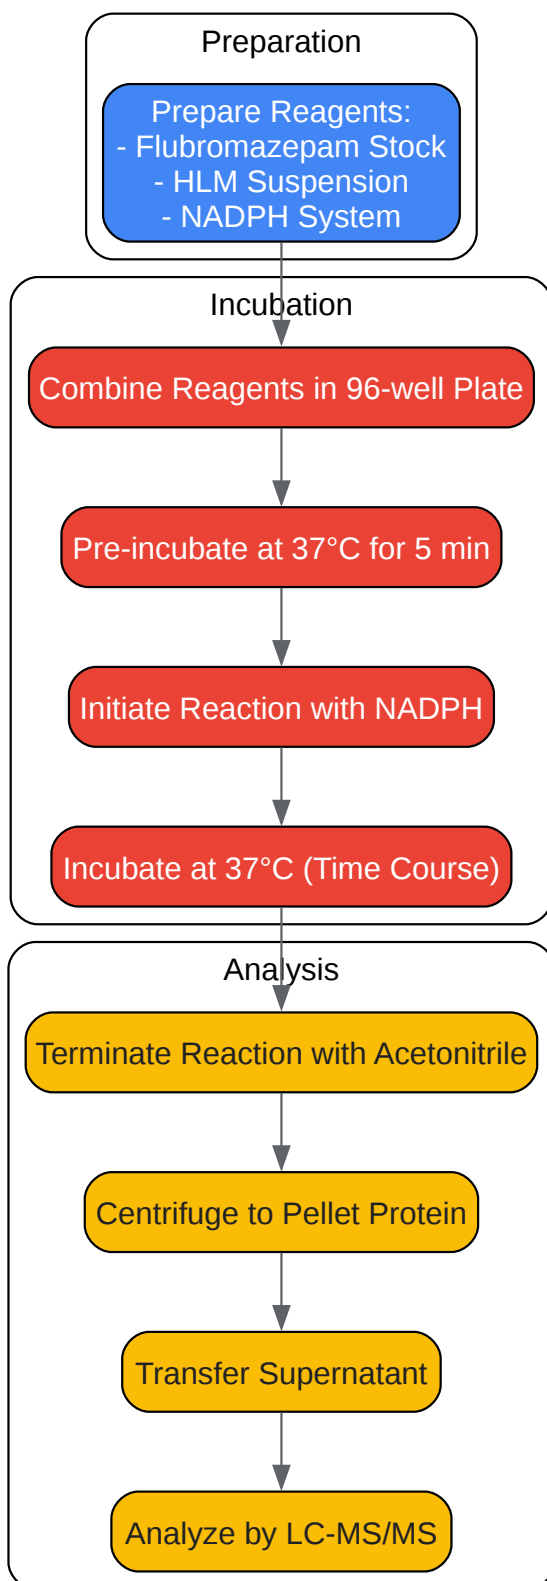 Preparation
Prepare Reagents:
- Flubromazepam Stock
- HLM Suspension
- NADPH System
Incubation
Combine Reagents in 96-well Plate
Pre-incubate at 37°C for 5 min
Initiate Reaction with NADPH
Incubate at 37°C (Time Course)
Analysis
Terminate Reaction with Acetonitrile
Centrifuge to Pellet Protein
Transfer Supernatant
Analyze by LC-MS/MS